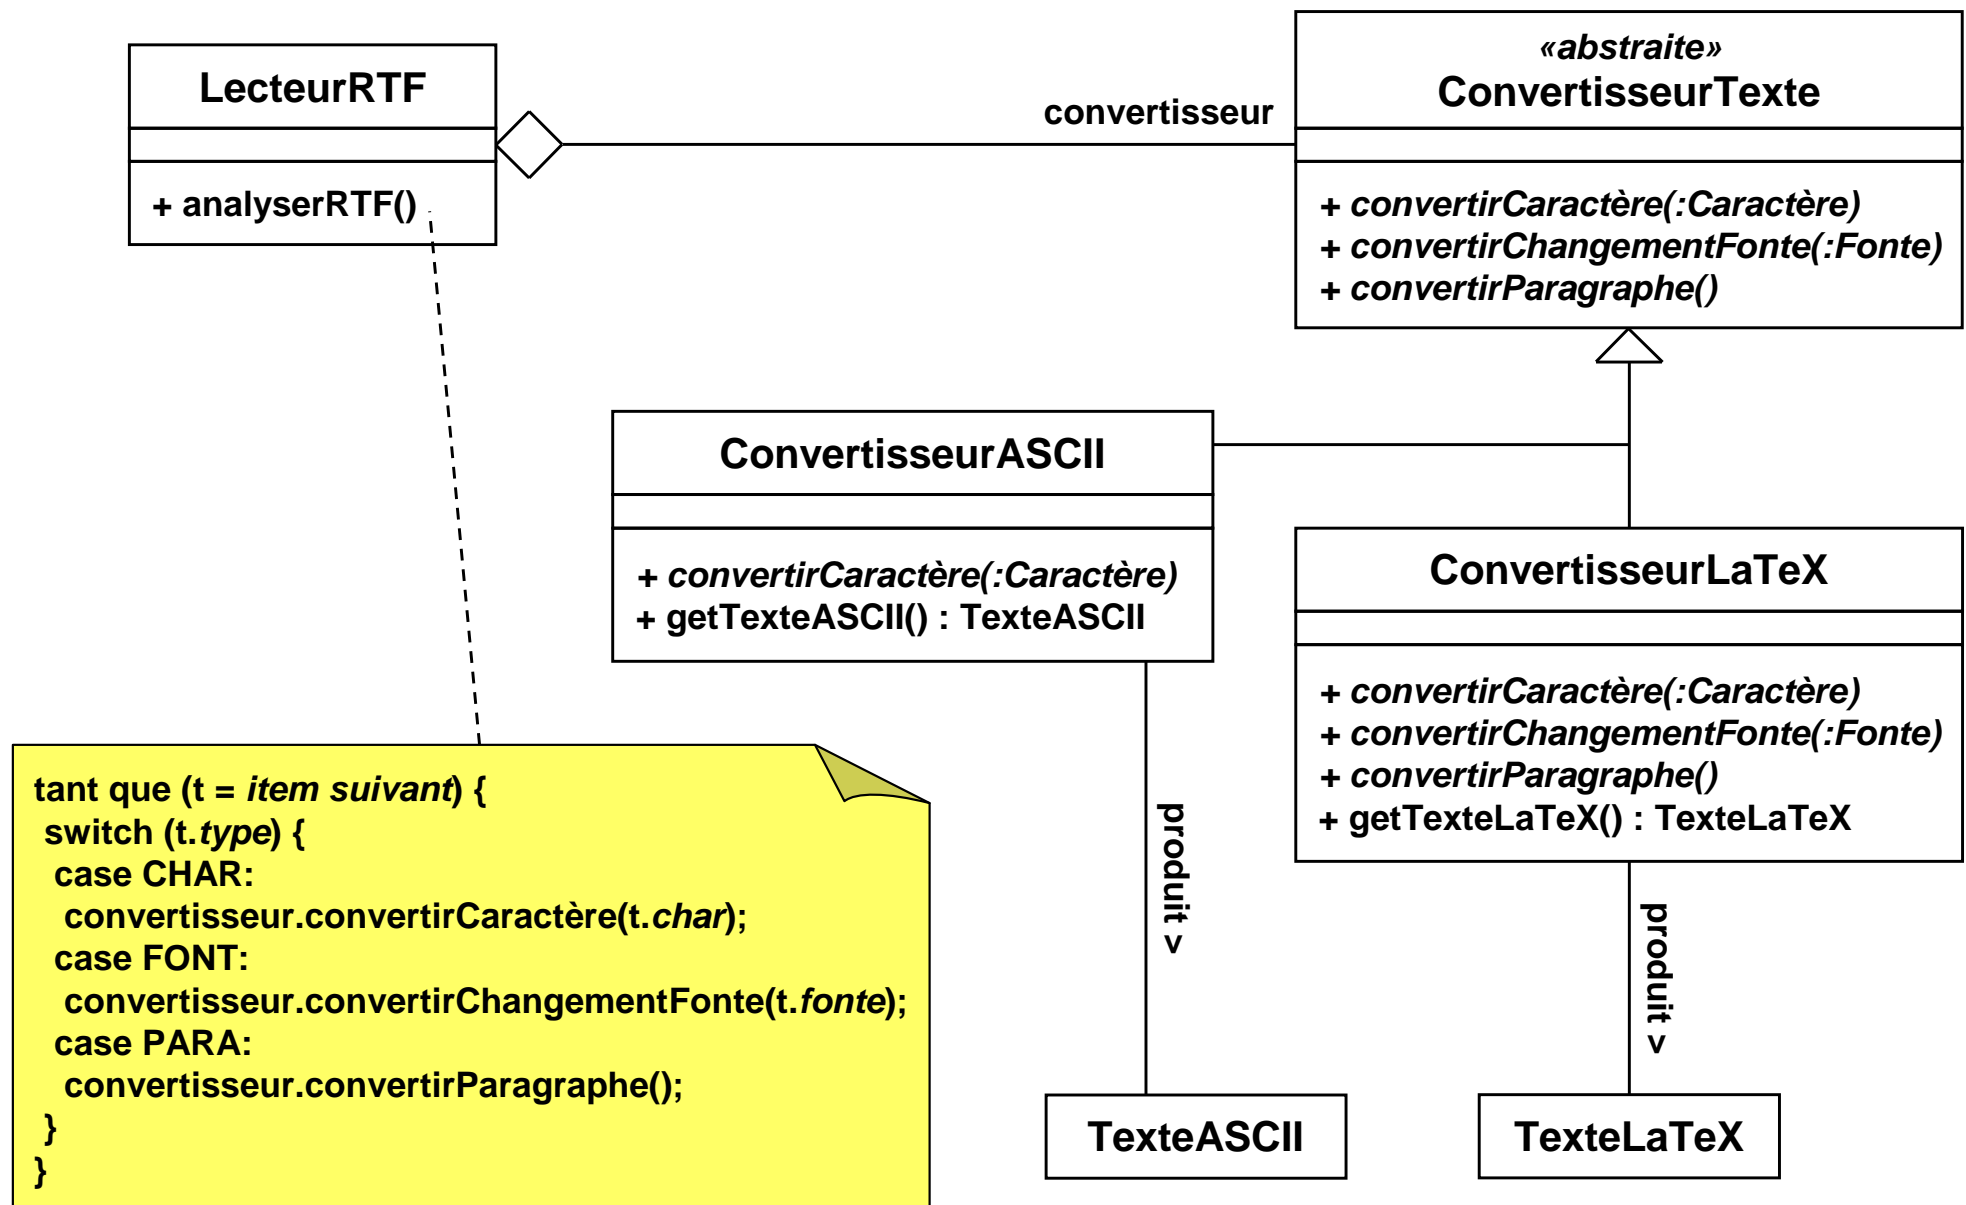 LecteurRTF
+ analyserRTF()
convertisseur
«abstraite»
ConvertisseurTexte
+ convertirCaractère(:Caractère)
+ convertirChangementFonte(:Fonte)
+ convertirParagraphe()
ConvertisseurASCII
+ convertirCaractère(:Caractère)
+ getTexteASCII() : TexteASCII
ConvertisseurLaTeX
+ convertirCaractère(:Caractère)
+ convertirChangementFonte(:Fonte)
+ convertirParagraphe()
+ getTexteLaTeX() : TexteLaTeX
tant que (t = item suivant) {
switch (t.type) {
case CHAR:
convertisseur.convertirCaractère(t.char);
case FONT:
convertisseur.convertirChangementFonte(t.fonte);
case PARA:
convertisseur.convertirParagraphe();
}
}
produit >
produit >
TexteASCII
TexteLaTeX